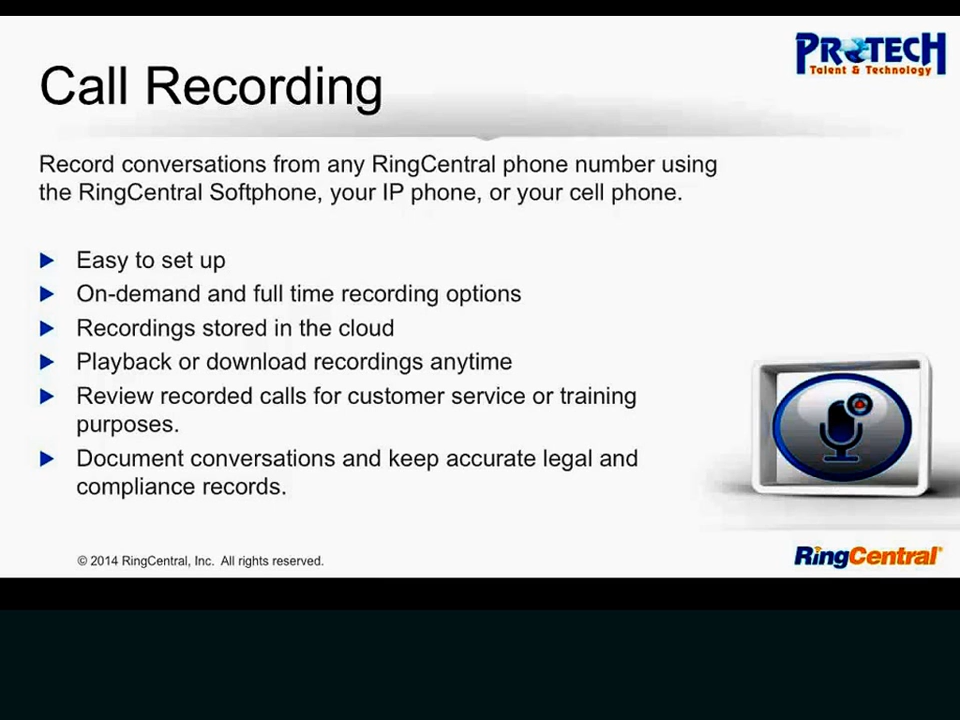 PROTECH
Talent & Technology
Call Recording
Record conversations from any RingCentral phone number using
the RingCentral Softphone, your IP phone, or your cell phone.
Easy to set up
On-demand and full time recording options
Recordings stored in the cloud
Playback or download recordings anytime
Review recorded calls for customer service or training
purposes.
Document conversations and keep accurate legal and
compliance records.
© 2014 RingCentral, Inc. All rights reserved.
RingCentral®